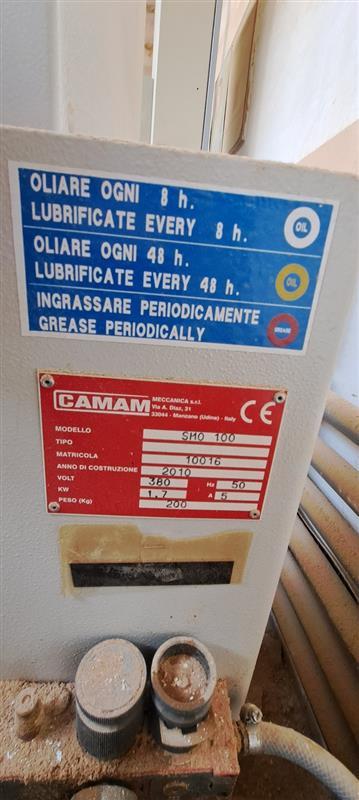 OLIARE OGNI 8 h.
LUBRIFICATE EVERY 8 h.
OIL
OLIARE OGNI 48 h.
LUBRIFICATE EVERY 48 h.
OIL
INGRASSARE PERIODICAMENTE
GREASE PERIODICALLY
GREASE
CAMAM MECCANICA s.r.l.
Via A. Diaz, 31
33044 - Manzano (Udine) - Italy
CE
MODELLO SMO 100
TIPO
MATRICOLA 10016
ANNO DI COSTRUZIONE 2010
VOLT 380 Hz 50
KW 1.7 A 5
PESO (Kg) 200